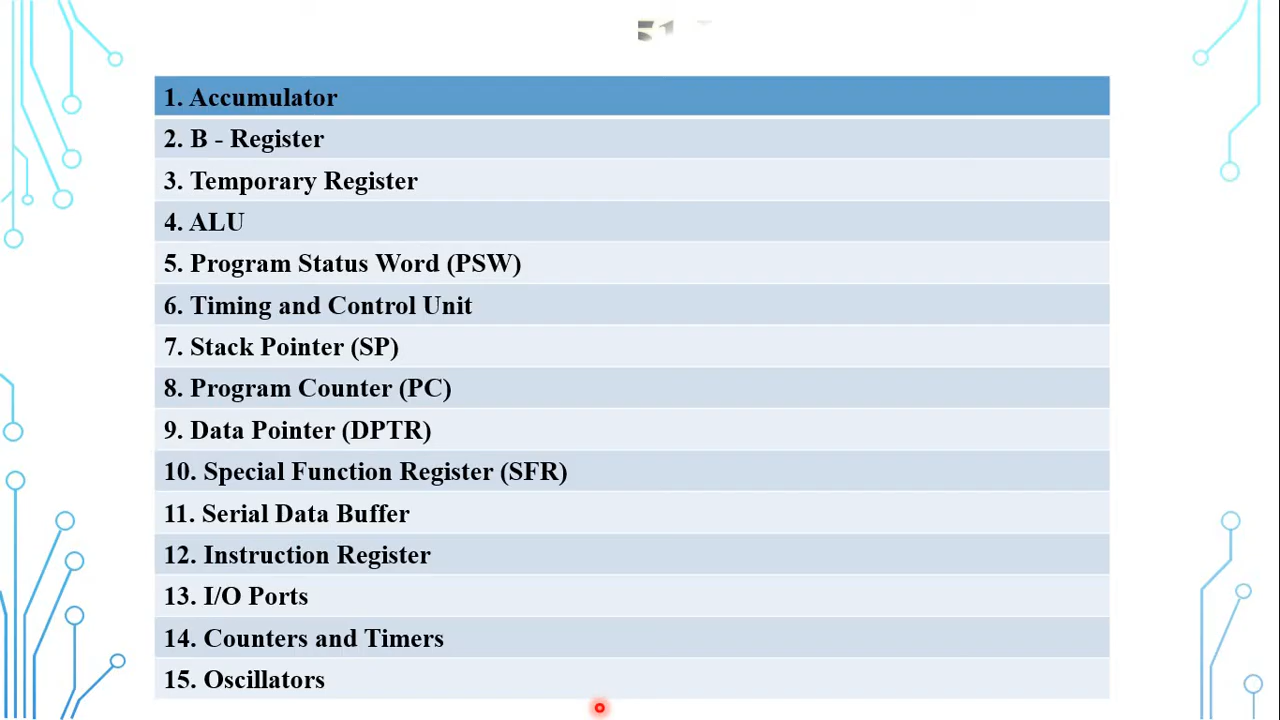 51
1. Accumulator
2. B - Register
3. Temporary Register
4. ALU
5. Program Status Word (PSW)
6. Timing and Control Unit
7. Stack Pointer (SP)
8. Program Counter (PC)
9. Data Pointer (DPTR)
10. Special Function Register (SFR)
11. Serial Data Buffer
12. Instruction Register
13. I/O Ports
14. Counters and Timers
15. Oscillators